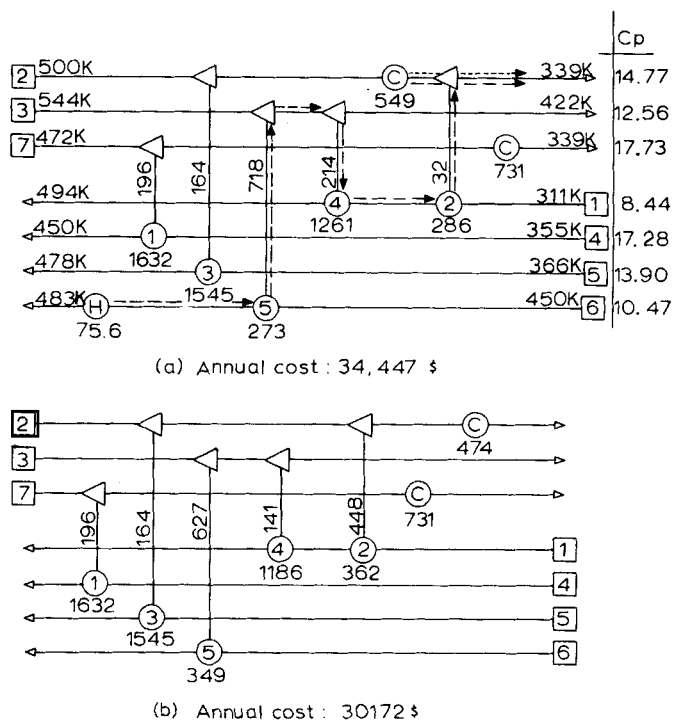 Cp
2 500K C 339K 14.77
549
3 544K 422K 12.56
7 472K C 339K 17.73
731
196 164 718 214 32
494K 4 2 311K 1 8.44
1261 286
450K 1 355K 4 17.28
1632
478K 3 366K 5 13.90
1545
483K H 5 450K 6 10.47
75.6 273
(a) Annual cost : 34,447 $
2 C
474
3
7 C
731
196 164 627 141 448
4 2 1
1186 362
1 4
1632
3 5
1545
5 6
349
(b) Annual cost : 30172 $